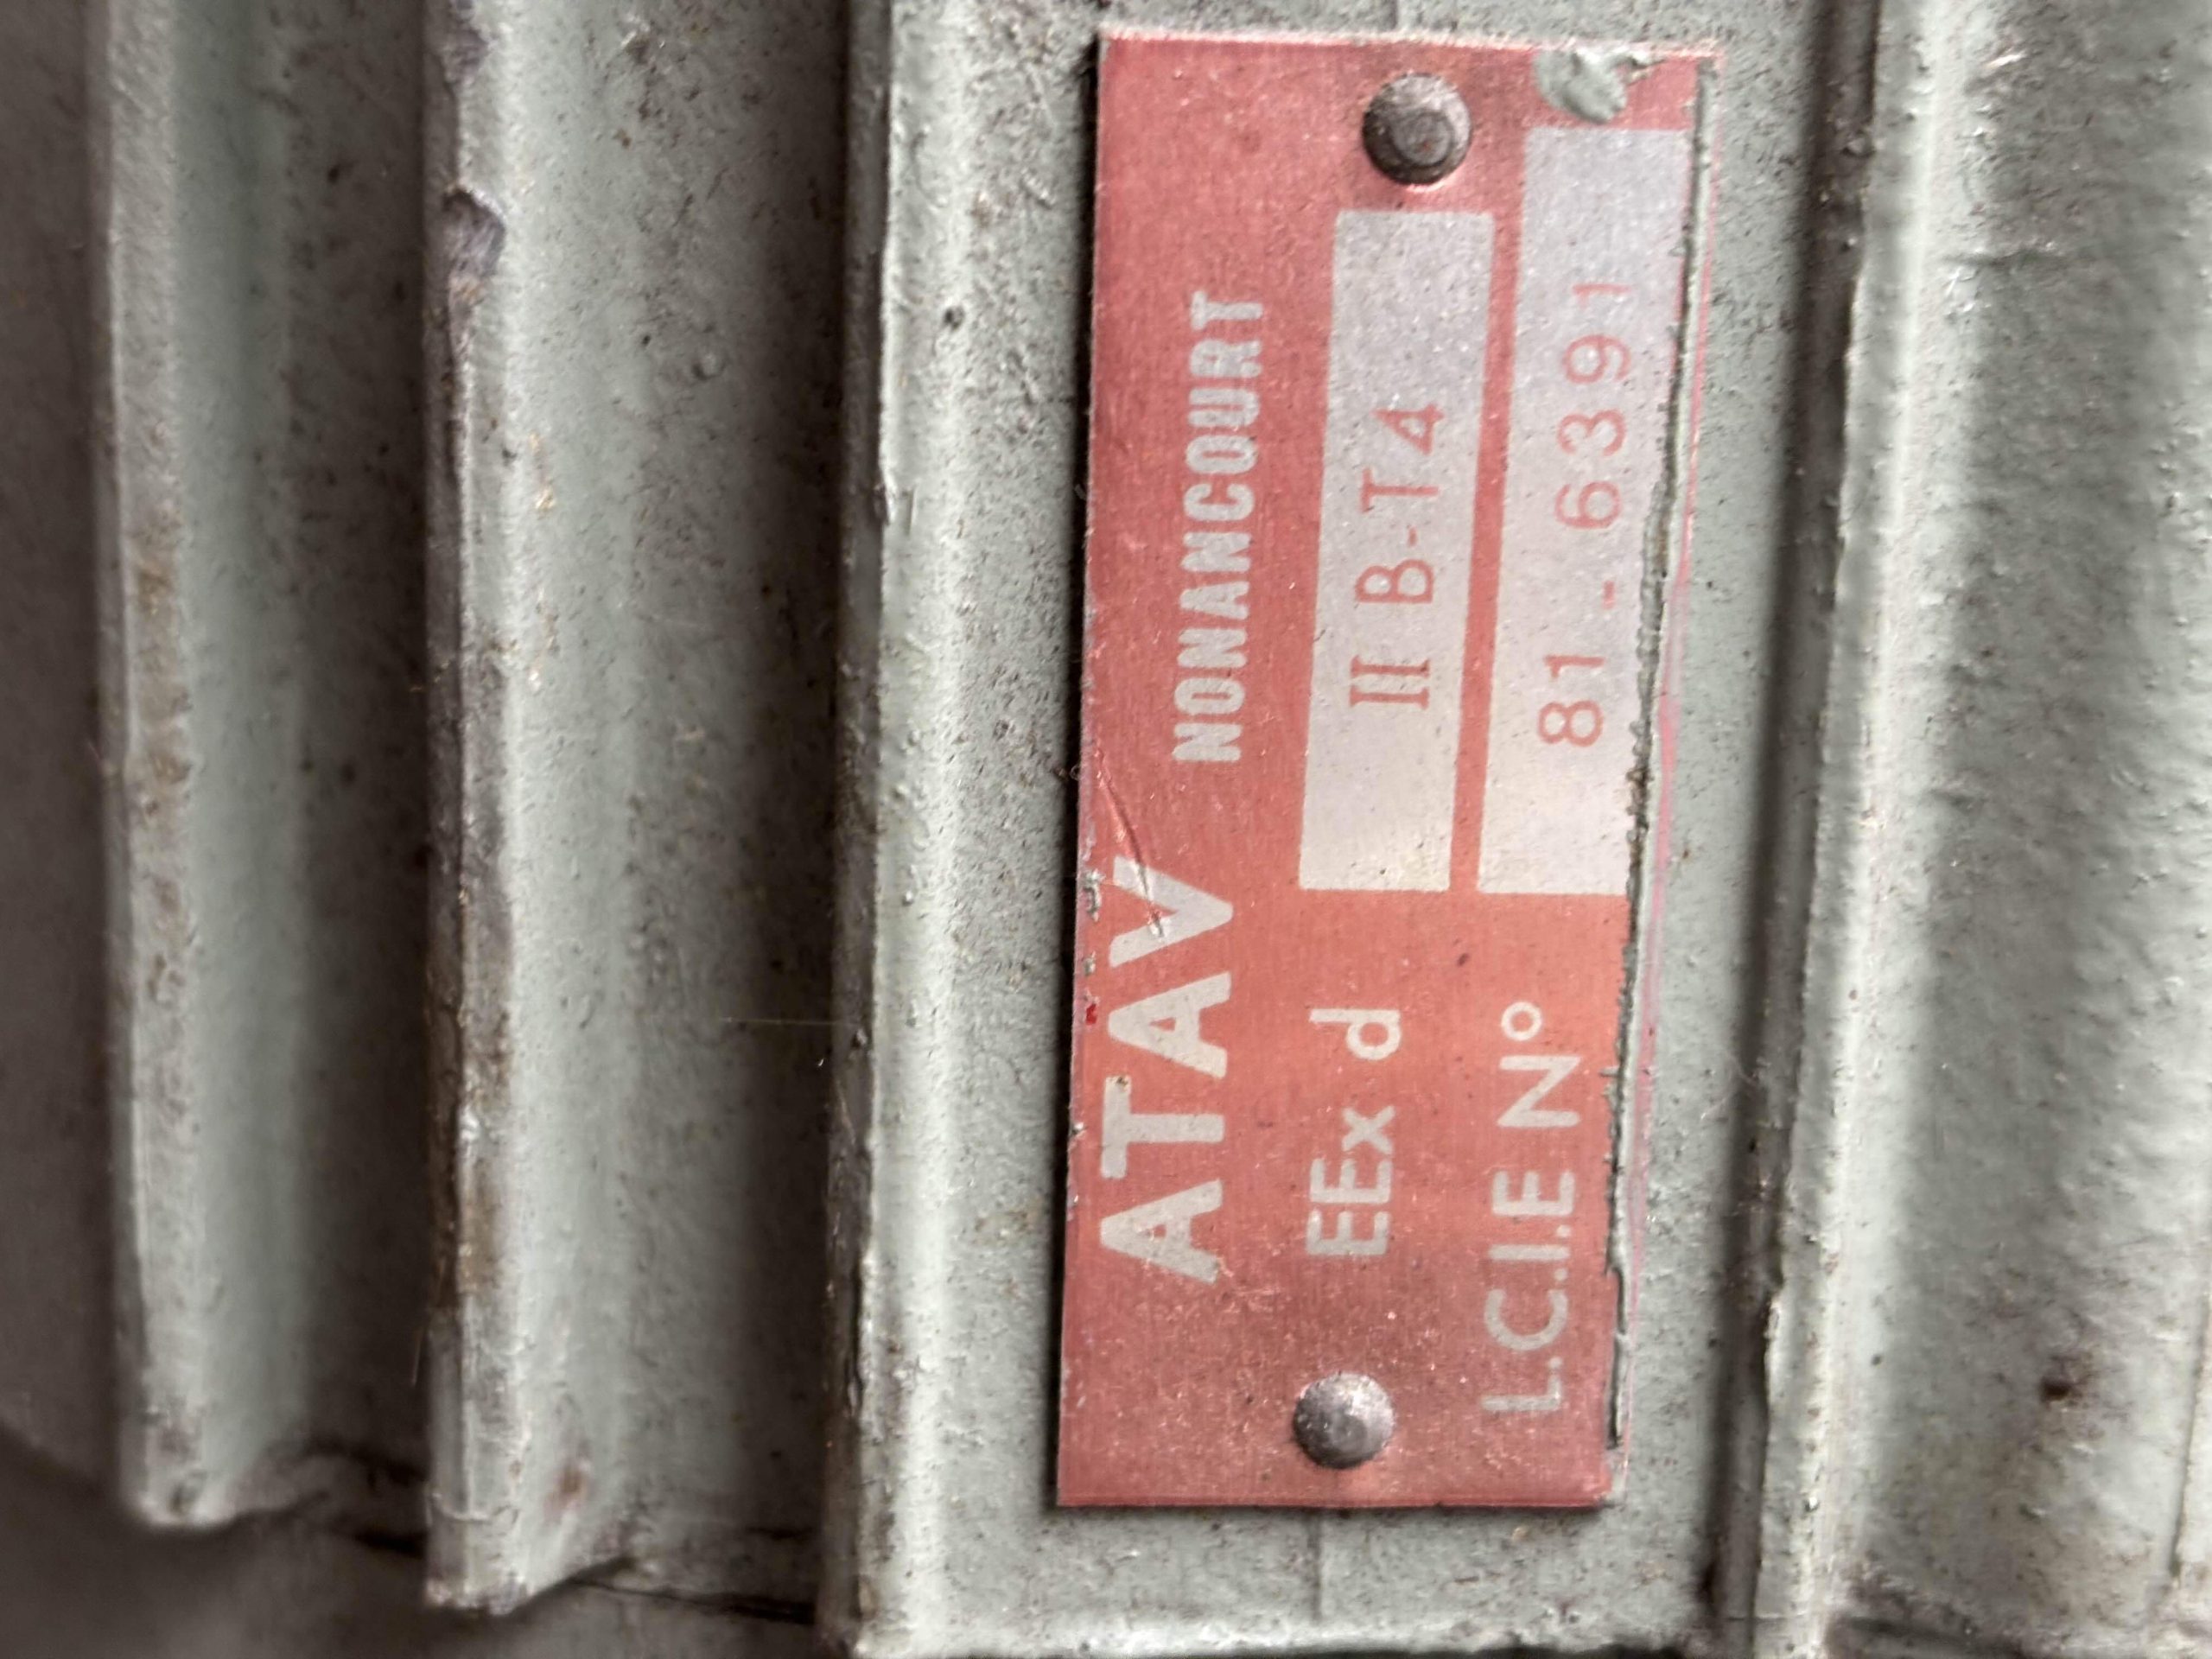 ATAV NONANCOURT
EEx d II B-T4
L.C.I.E N° 81-6391